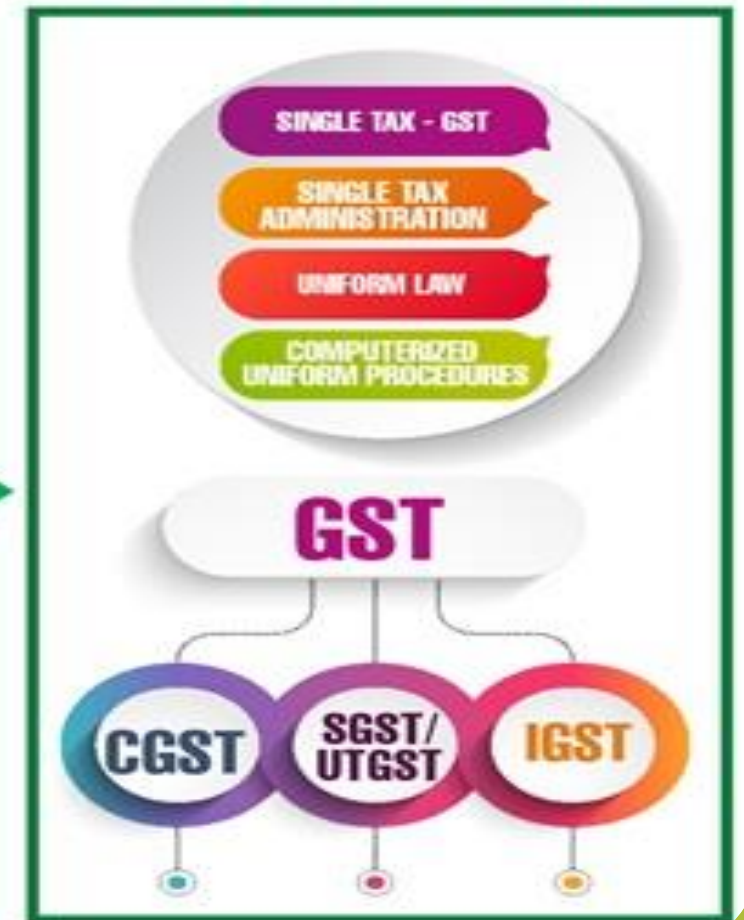 SINGLE TAX - GST
SINGLE TAX
ADMINISTRATION
UNIFORM LAW
COMPUTERIZED
UNIFORM PROCEDURES
GST
CGST
SGST/
UTGST
IGST